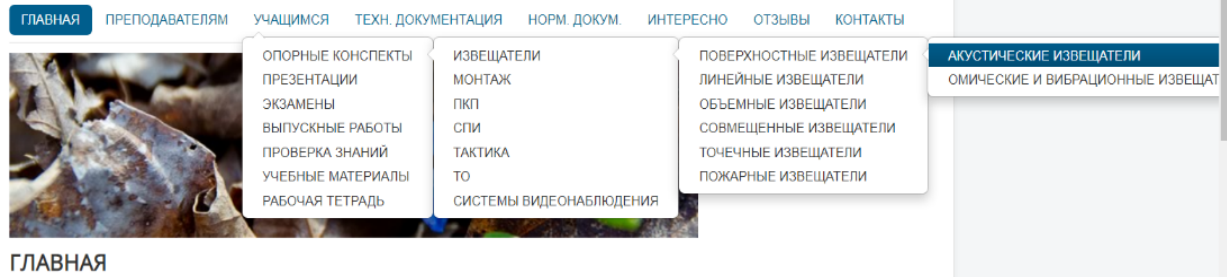 ГЛАВНАЯ ПРЕПОДАВАТЕЛЯМ УЧАЩИМСЯ ТЕХН. ДОКУМЕНТАЦИЯ НОРМ. ДОКУМ. ИНТЕРЕСНО ОТЗЫВЫ КОНТАКТЫ
ОПОРНЫЕ КОНСПЕКТЫ
ПРЕЗЕНТАЦИИ
ЭКЗАМЕНЫ
ВЫПУСКНЫЕ РАБОТЫ
ПРОВЕРКА ЗНАНИЙ
УЧЕБНЫЕ МАТЕРИАЛЫ
РАБОЧАЯ ТЕТРАДЬ
ИЗВЕЩАТЕЛИ
МОНТАЖ
ПКП
СПИ
ТАКТИКА
ТО
СИСТЕМЫ ВИДЕОНАБЛЮДЕНИЯ
ПОВЕРХНОСТНЫЕ ИЗВЕЩАТЕЛИ
ЛИНЕЙНЫЕ ИЗВЕЩАТЕЛИ
ОБЪЕМНЫЕ ИЗВЕЩАТЕЛИ
СОВМЕЩЕННЫЕ ИЗВЕЩАТЕЛИ
ТОЧЕЧНЫЕ ИЗВЕЩАТЕЛИ
ПОЖАРНЫЕ ИЗВЕЩАТЕЛИ
АКУСТИЧЕСКИЕ ИЗВЕЩАТЕЛИ
ОМИЧЕСКИЕ И ВИБРАЦИОННЫЕ ИЗВЕЩАТ
ГЛАВНАЯ